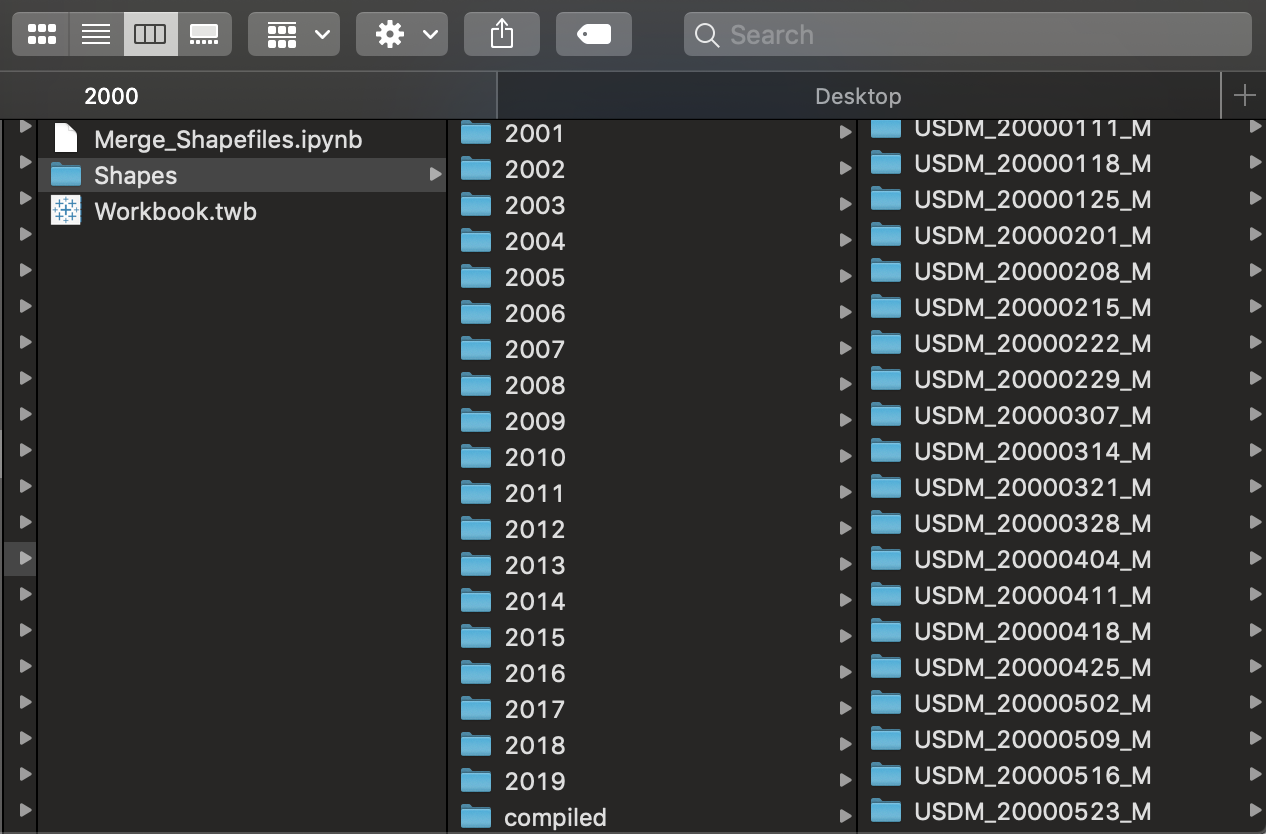 Search
2000
Desktop
Merge_Shapefiles.ipynb
Shapes
Workbook.twb
2001
2002
2003
2004
2005
2006
2007
2008
2009
2010
2011
2012
2013
2014
2015
2016
2017
2018
2019
compiled
USDM_20000111_M
USDM_20000118_M
USDM_20000125_M
USDM_20000201_M
USDM_20000208_M
USDM_20000215_M
USDM_20000222_M
USDM_20000229_M
USDM_20000307_M
USDM_20000314_M
USDM_20000321_M
USDM_20000328_M
USDM_20000404_M
USDM_20000411_M
USDM_20000418_M
USDM_20000425_M
USDM_20000502_M
USDM_20000509_M
USDM_20000516_M
USDM_20000523_M